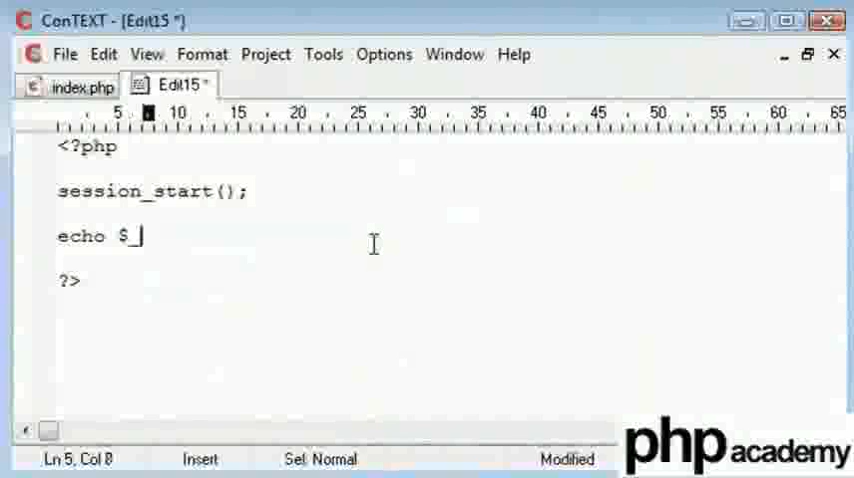 ConTEXT - [Edit15 *]
File Edit View Format Project Tools Options Window Help
index.php Edit15 *
5 10 15 20 25 30 35 40 45 50 55 60 65
<?php
session_start();
echo $_
?>
Ln 5, Col 8 Insert Sel: Normal Modified
php academy